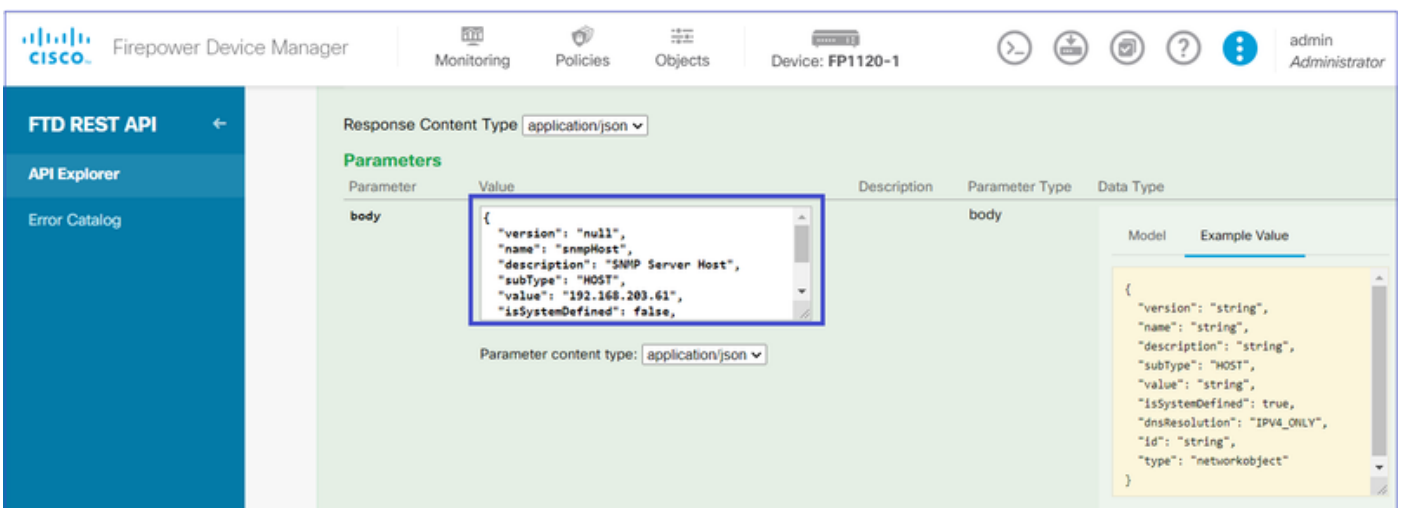 CISCO
Firepower Device Manager
Monitoring
Policies
Objects
Device: FP1120-1
admin
Administrator
FTD REST API
API Explorer
Error Catalog
Response Content Type application/json
Parameters
Parameter Value Description Parameter Type Data Type
body
{
"version": "null",
"name": "snmpHost",
"description": "SNMP Server Host",
"subType": "HOST",
"value": "192.168.203.61",
"isSystemDefined": false,
Parameter content type: application/json
body
Model Example Value
{
"version": "string",
"name": "string",
"description": "string",
"subType": "HOST",
"value": "string",
"isSystemDefined": true,
"dnsResolution": "IPV4_ONLY",
"id": "string",
"type": "networkobject"
}